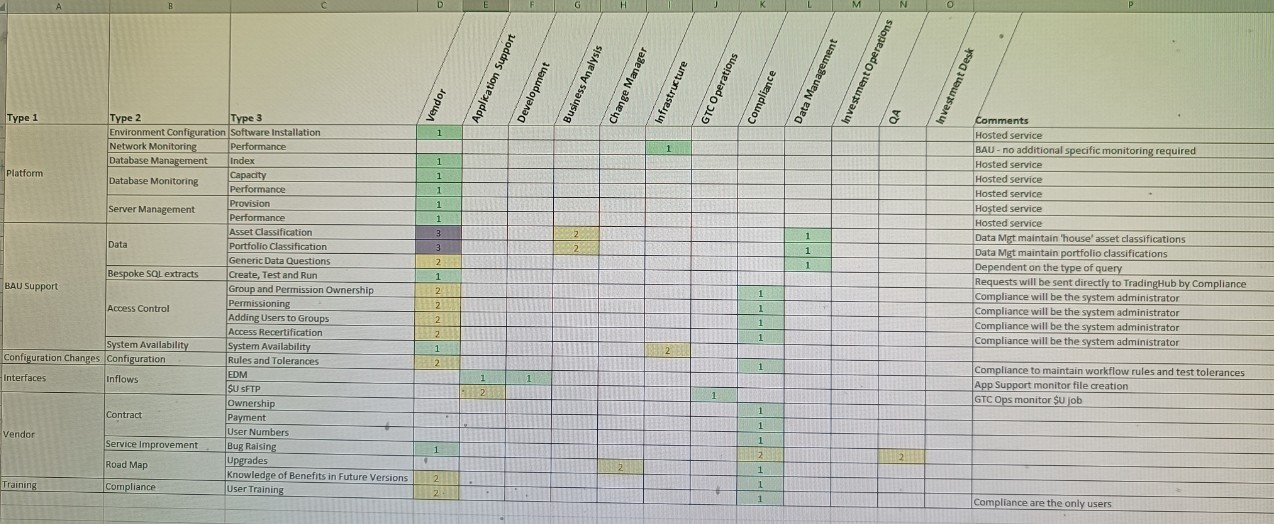 A B C D E F G H I J K L M N O P
Type 1 Type 2 Type 3 Vendor Application Support Development Business Analysis Change Manager Infrastructure GTC Operations Compliance Data Management Investment Operations QA Investment Desk Comments
Platform Environment Configuration Software Installation 1 Hosted service
Network Monitoring Performance 1 BAU - no additional specific monitoring required
Database Management Index 1 Hosted service
Database Monitoring Capacity 1 Hosted service
Performance 1 Hosted service
Server Management Provision 1 Hosted service
Performance 1 Hosted service
BAU Support Data Asset Classification 3 2 1 Data Mgt maintain 'house' asset classifications
Portfolio Classification 3 2 1 Data Mgt maintain portfolio classifications
Generic Data Questions 2 1 Dependent on the type of query
Bespoke SQL extracts Create, Test and Run 1 Requests will be sent directly to TradingHub by Compliance
Access Control Group and Permission Ownership 2 1 Compliance will be the system administrator
Permissioning 2 1 Compliance will be the system administrator
Adding Users to Groups 2 1 Compliance will be the system administrator
Access Recertification 2 1 Compliance will be the system administrator
System Availability System Availability 1 2
Configuration Changes Configuration Rules and Tolerances 2 1 Compliance to maintain workflow rules and test tolerances
Interfaces Inflows EDM 1 1 App Support monitor file creation
$U sFTP 2 1 GTC Ops monitor $U job
Vendor Contract Ownership 1
Payment 1
User Numbers 1
Service Improvement Bug Raising 1 2 2
Road Map Upgrades 2 1
Knowledge of Benefits in Future Versions 2 1
Training Compliance User Training 2 1 Compliance are the only users